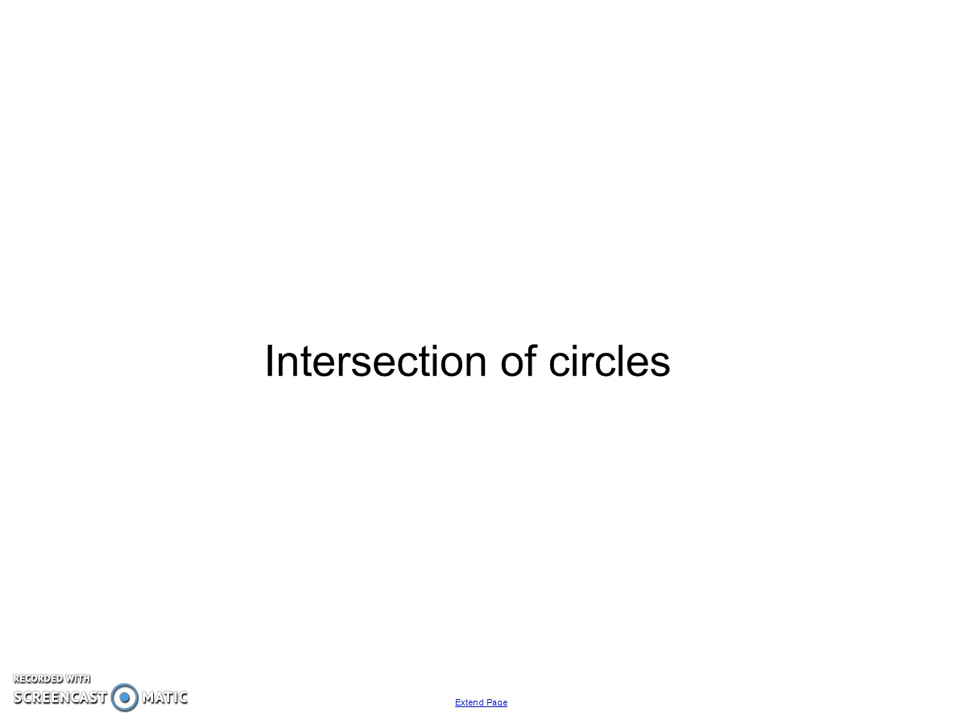 Intersection of circles
RECORDED WITH
SCREENCAST MATIC
Extend Page